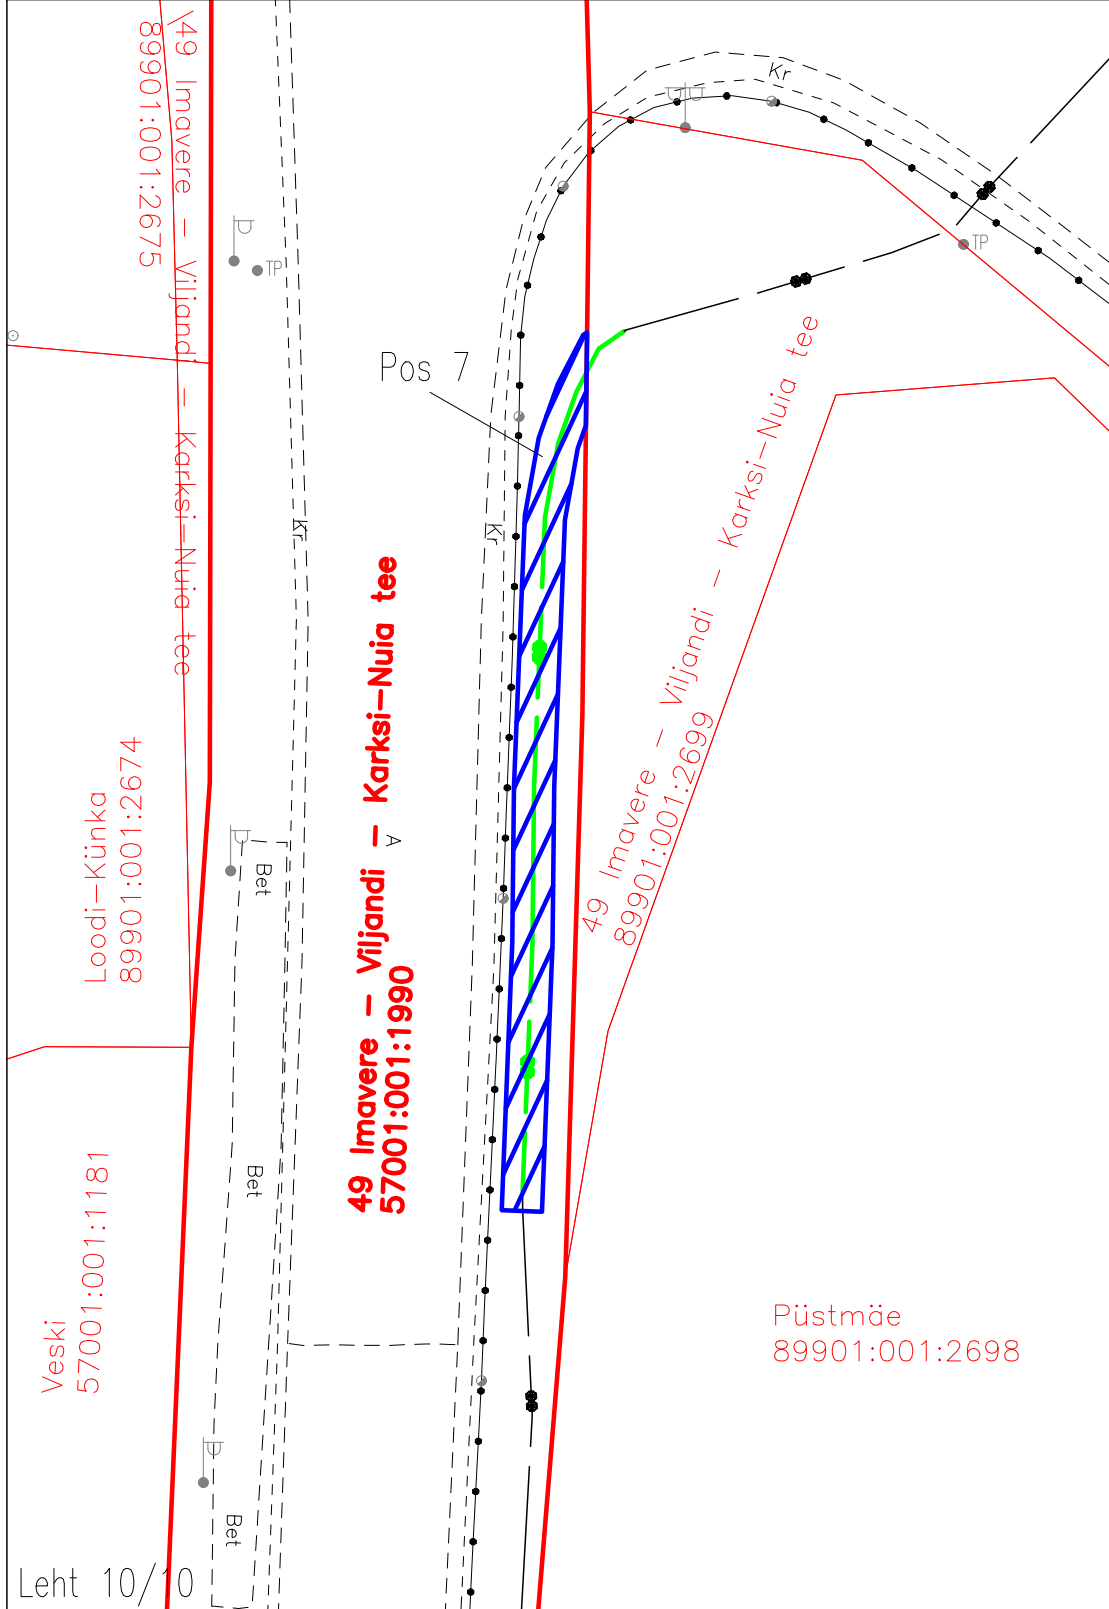 \49 Imavere – Viljandi – Karksi–Nuia tee
89901:001:2675
Kr
TP
TP
Pos 7
Kr
Kr
49 Imavere – Viljandi – Karksi–Nuia tee
57001:001:1990
A
49 Imavere – Viljandi – Karksi–Nuia tee
89901:001:2699
Loodi–Künka
89901:001:2674
Bet
Bet
Veski
57001:001:1181
Püstmäe
89901:001:2698
Bet
Leht 10/10